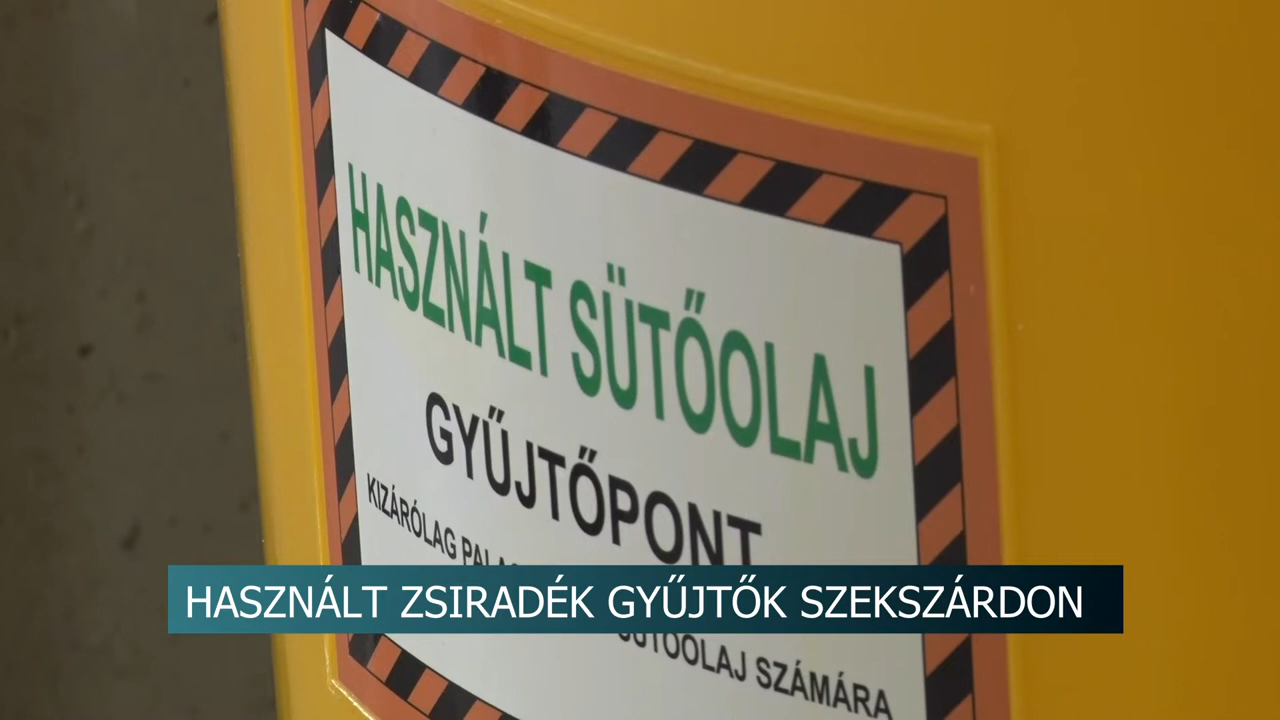 HASZNÁLT SÜTŐOLAJ
GYŰJTŐPONT
KIZÁRÓLAG
SÜTŐOLAJ SZÁMÁRA
HASZNÁLT ZSIRADÉK GYŰJTŐK SZEKSZÁRDON